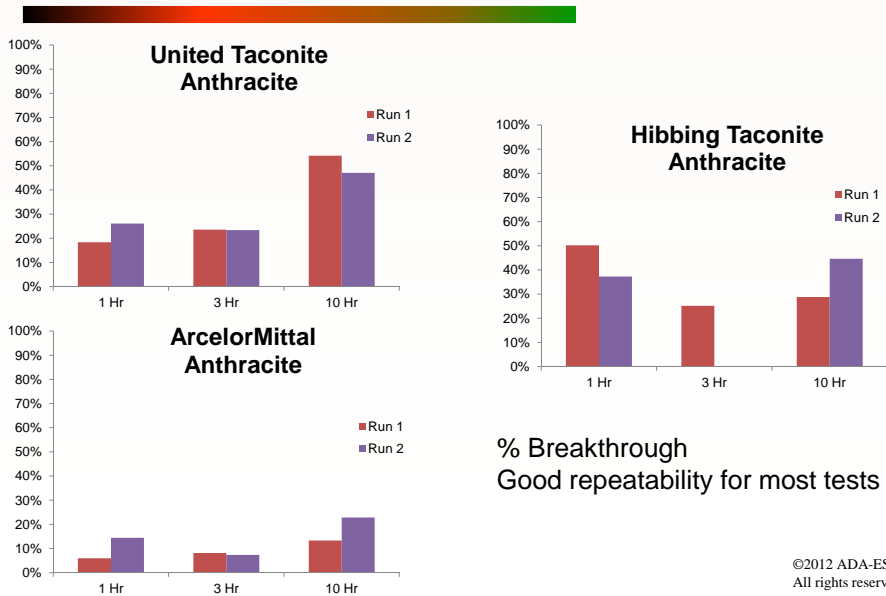 United Taconite
Anthracite
100%
90%
80%
70%
60%
50%
40%
30%
20%
10%
0%
Run 1
Run 2
1 Hr 3 Hr 10 Hr
Hibbing Taconite
Anthracite
100%
90%
80%
70%
60%
50%
40%
30%
20%
10%
0%
Run 1
Run 2
1 Hr 3 Hr 10 Hr
ArcelorMittal
Anthracite
100%
90%
80%
70%
60%
50%
40%
30%
20%
10%
0%
Run 1
Run 2
1 Hr 3 Hr 10 Hr
% Breakthrough
Good repeatability for most tests
©2012 ADA-ES
All rights reserv